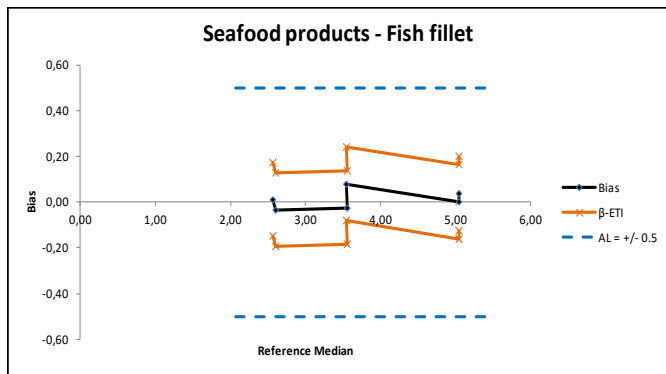 Seafood products - Fish fillet
0,60
0,40
0,20
0,00
-0,20
-0,40
-0,60
0,00 1,00 2,00 3,00 4,00 5,00 6,00
Bias
Reference Median
Bias
β-ETI
AL = +/- 0.5